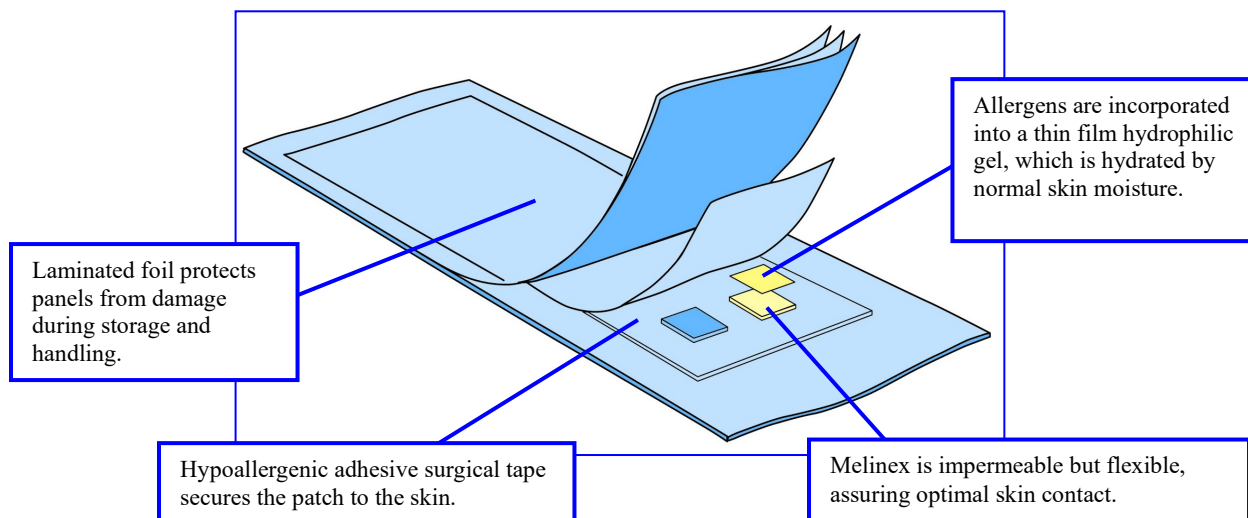 Allergens are incorporated
into a thin film hydrophilic
gel, which is hydrated by
normal skin moisture.
Laminated foil protects
panels from damage
during storage and
handling.
Hypoallergenic adhesive surgical tape
secures the patch to the skin.
Melinex is impermeable but flexible,
assuring optimal skin contact.